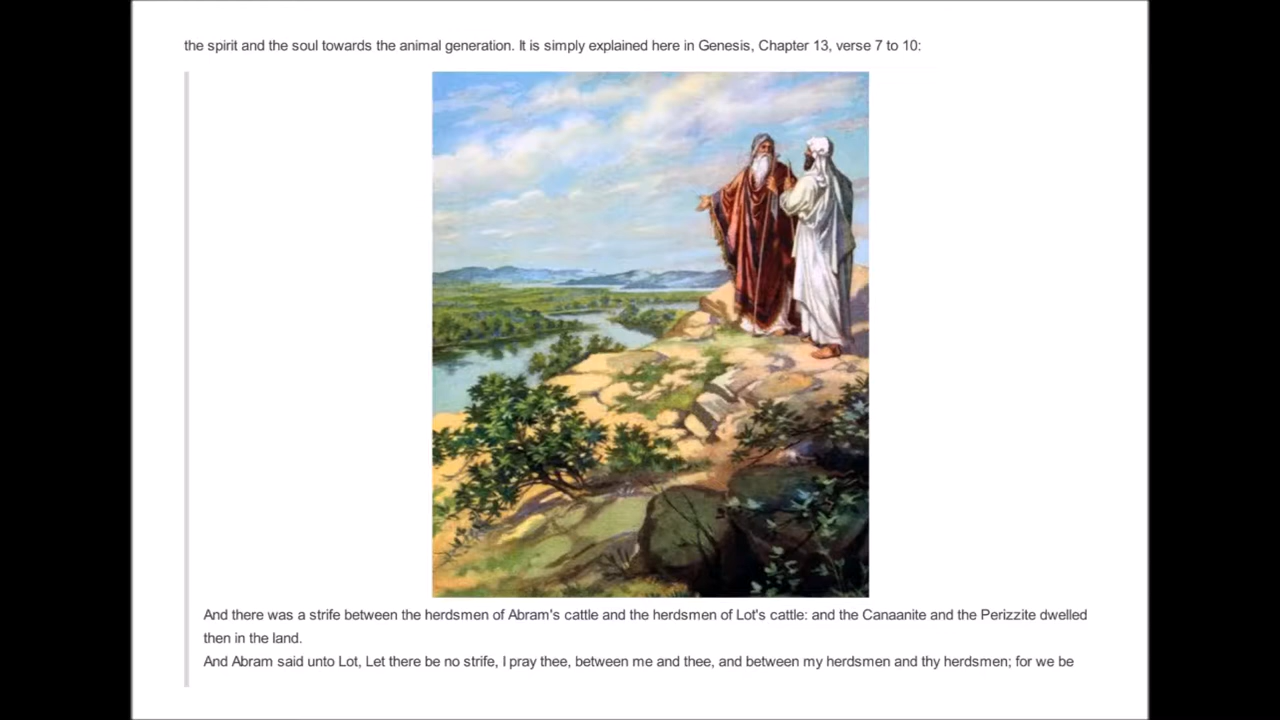 the spirit and the soul towards the animal generation. It is simply explained here in Genesis, Chapter 13, verse 7 to 10:
And there was a strife between the herdsmen of Abram's cattle and the herdsmen of Lot's cattle: and the Canaanite and the Perizzite dwelled
then in the land.
And Abram said unto Lot, Let there be no strife, I pray thee, between me and thee, and between my herdsmen and thy herdsmen; for we be